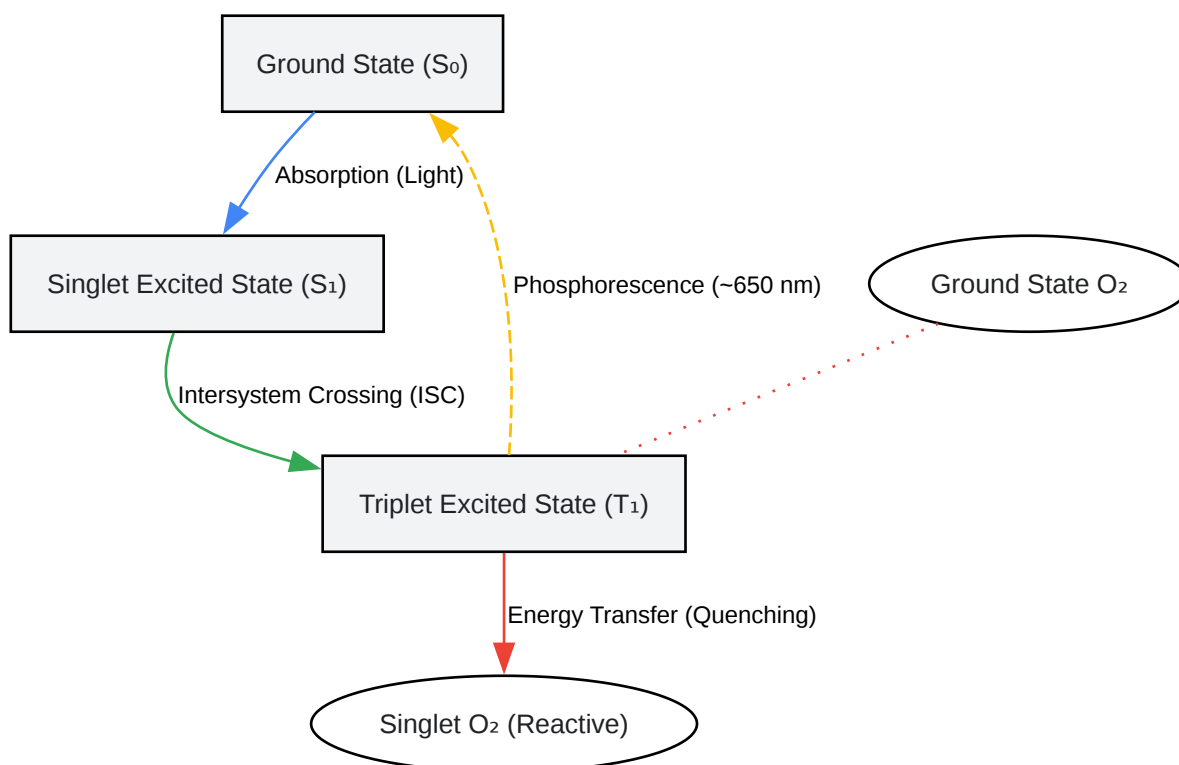 Ground State (S₀)
Absorption (Light)
Singlet Excited State (S₁)
Phosphorescence (~650 nm)
Ground State O₂
Intersystem Crossing (ISC)
Triplet Excited State (T₁)
Energy Transfer (Quenching)
Singlet O₂ (Reactive)